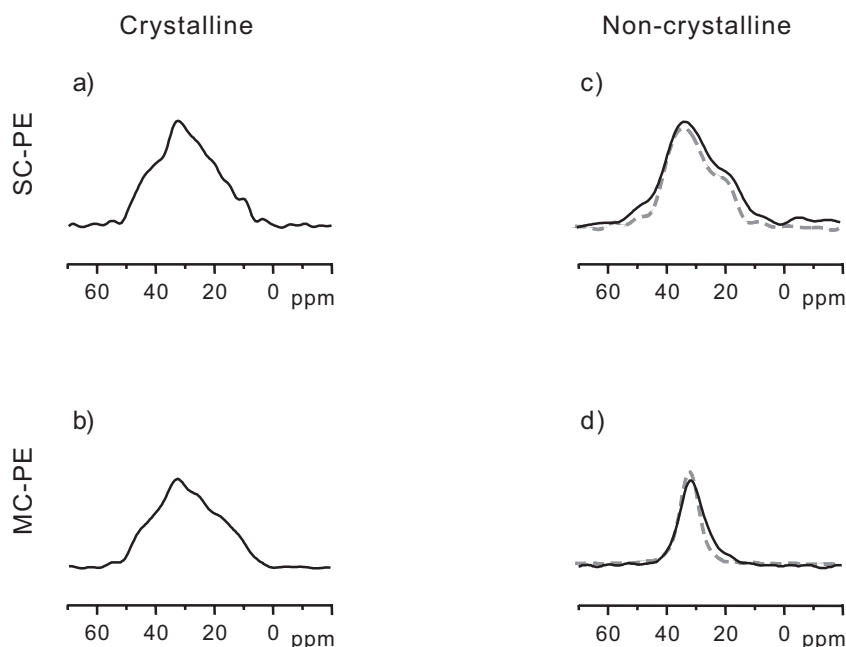 Crystalline
Non-crystalline
SC-PE
a)
60 40 20 0 ppm
c)
60 40 20 0 ppm
MC-PE
b)
60 40 20 0 ppm
d)
60 40 20 0 ppm